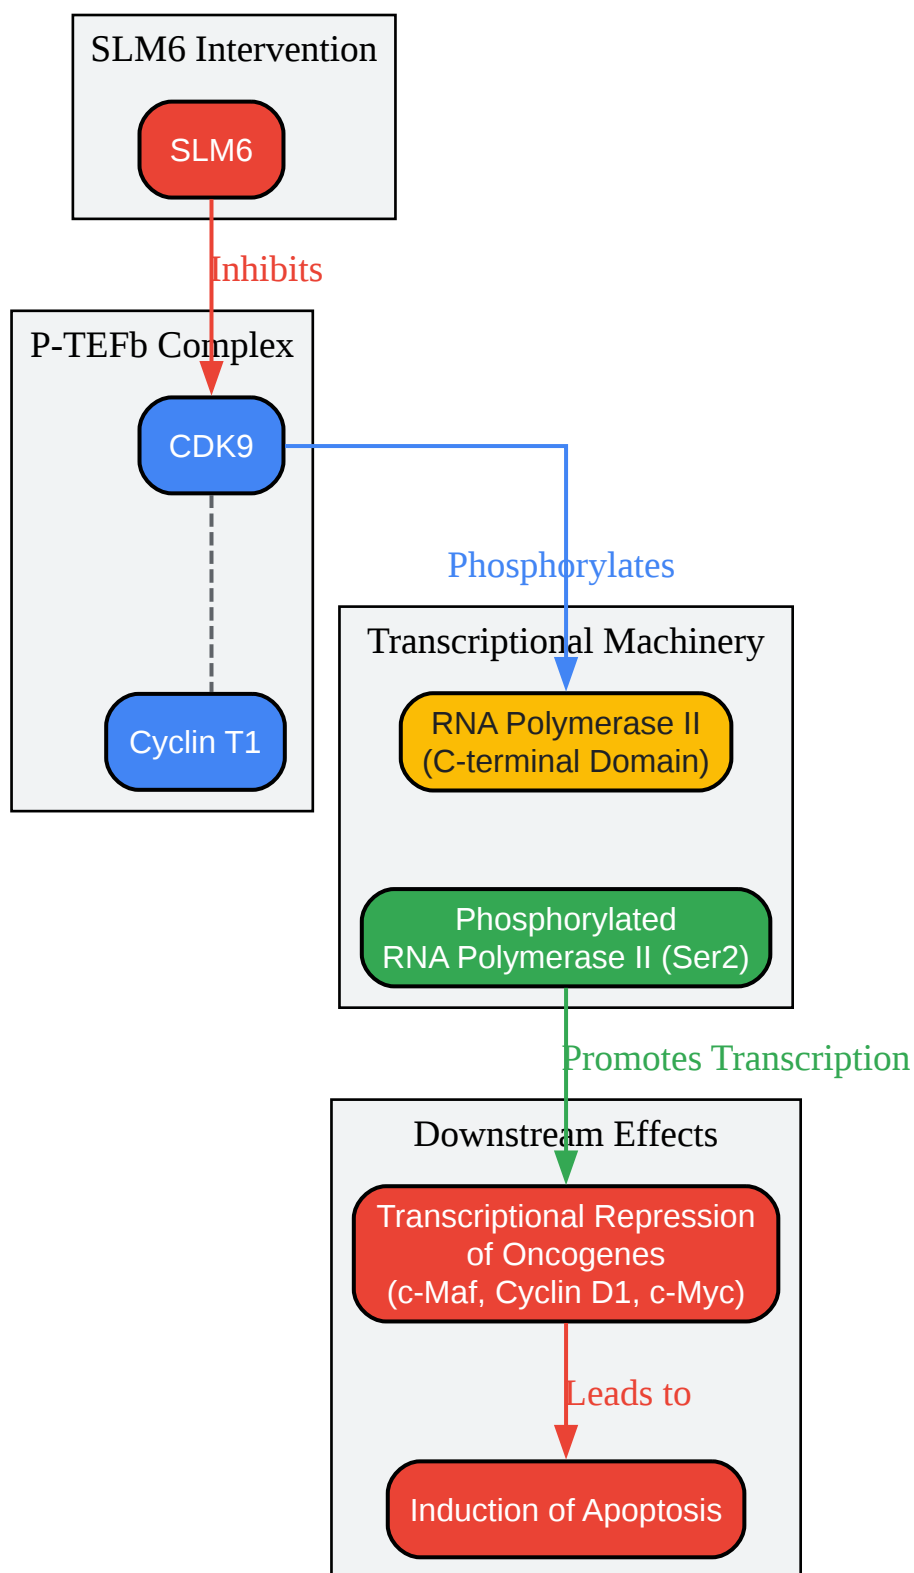 SLM6 Intervention
SLM6
Inhibits
P-TEFb Complex
CDK9
Phosphorylates
Transcriptional Machinery
RNA Polymerase II
(C-terminal Domain)
Cyclin T1
Phosphorylated
RNA Polymerase II (Ser2)
Promotes Transcription
Downstream Effects
Transcriptional Repression
of Oncogenes
(c-Maf, Cyclin D1, c-Myc)
Leads to
Induction of Apoptosis